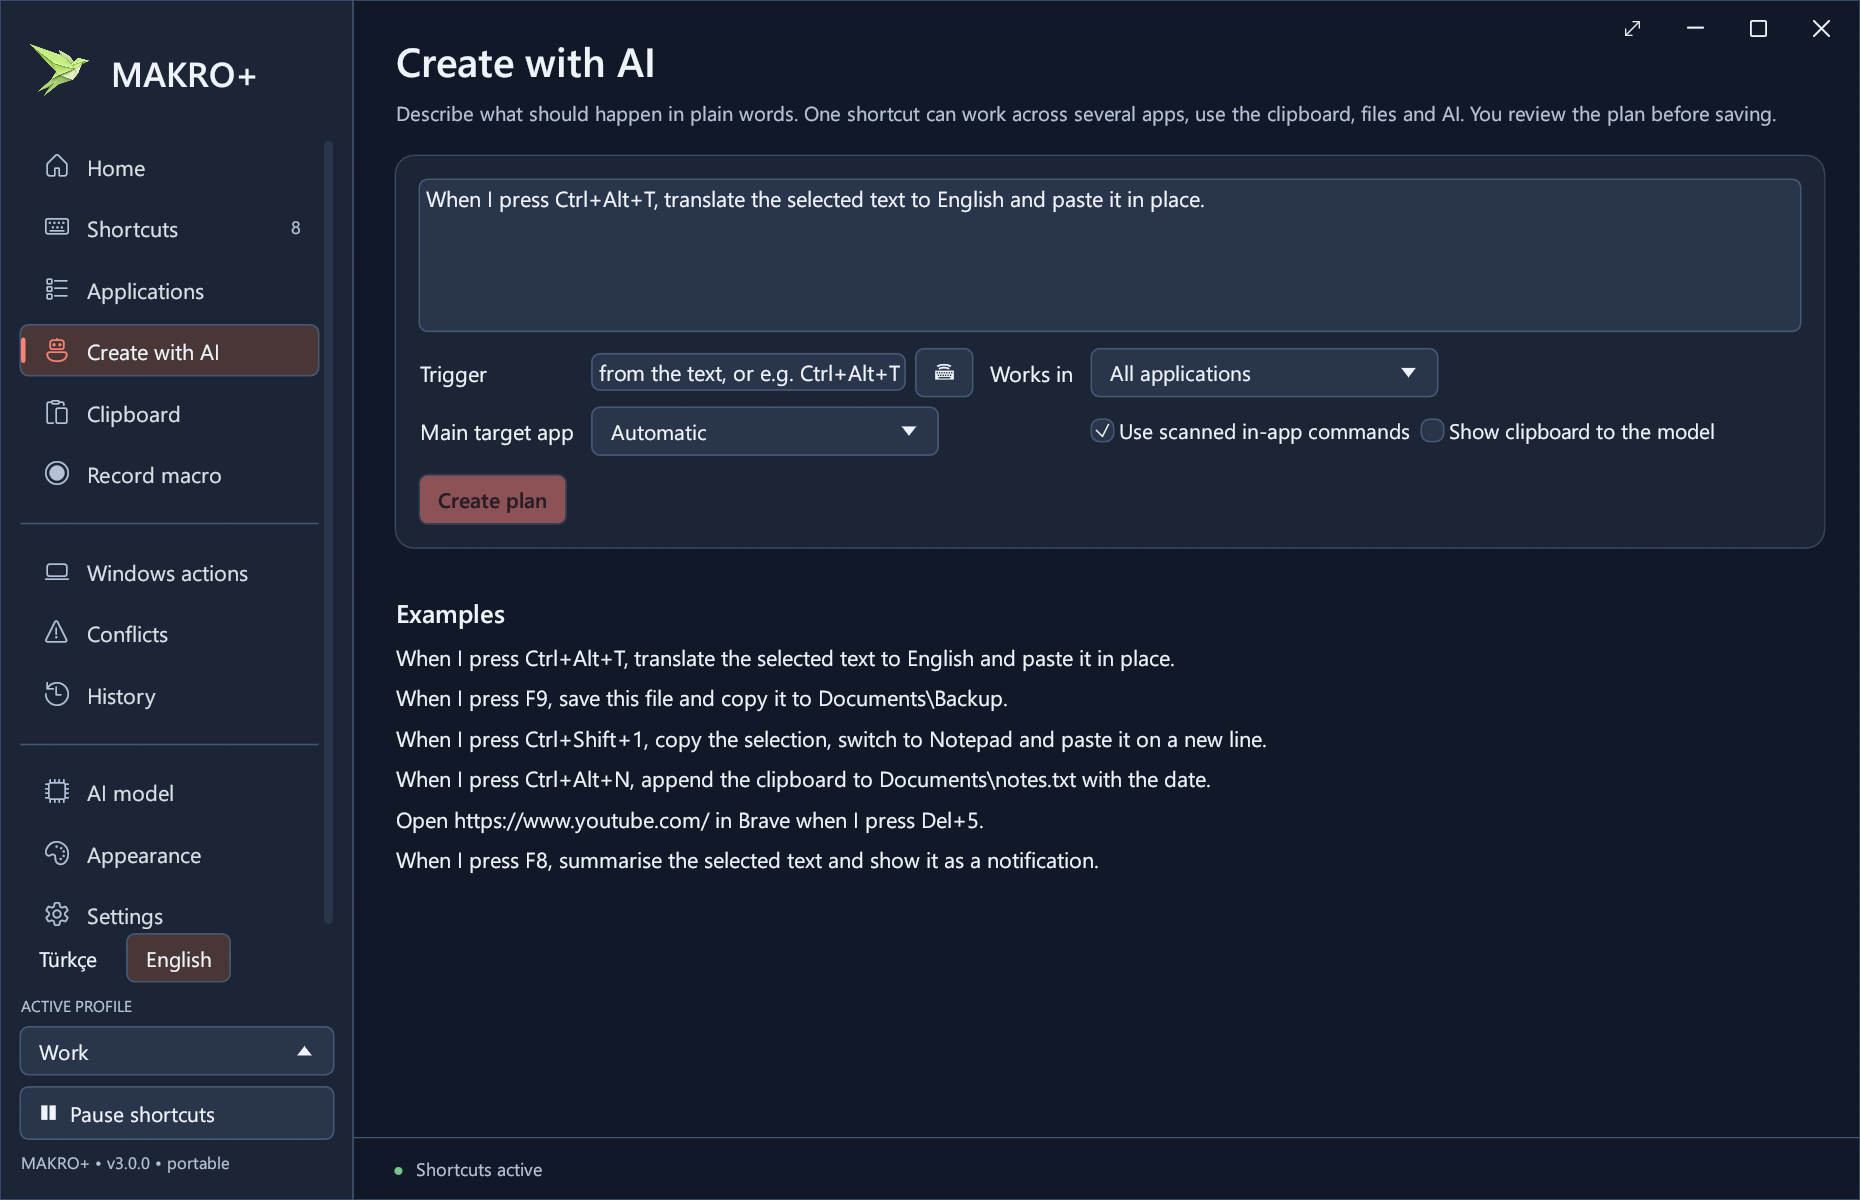 MAKRO+
Home
Shortcuts 8
Applications
Create with AI
Clipboard
Record macro
Windows actions
Conflicts
History
AI model
Appearance
Settings
Türkçe English
ACTIVE PROFILE
Work
Pause shortcuts
MAKRO+ • v3.0.0 • portable
Create with AI
Describe what should happen in plain words. One shortcut can work across several apps, use the clipboard, files and AI. You review the plan before saving.
When I press Ctrl+Alt+T, translate the selected text to English and paste it in place.
Trigger from the text, or e.g. Ctrl+Alt+T Works in All applications
Main target app Automatic Use scanned in-app commands Show clipboard to the model
Create plan
Examples
When I press Ctrl+Alt+T, translate the selected text to English and paste it in place.
When I press F9, save this file and copy it to Documents\Backup.
When I press Ctrl+Shift+1, copy the selection, switch to Notepad and paste it on a new line.
When I press Ctrl+Alt+N, append the clipboard to Documents\notes.txt with the date.
Open https://www.youtube.com/ in Brave when I press Del+5.
When I press F8, summarise the selected text and show it as a notification.
Shortcuts active